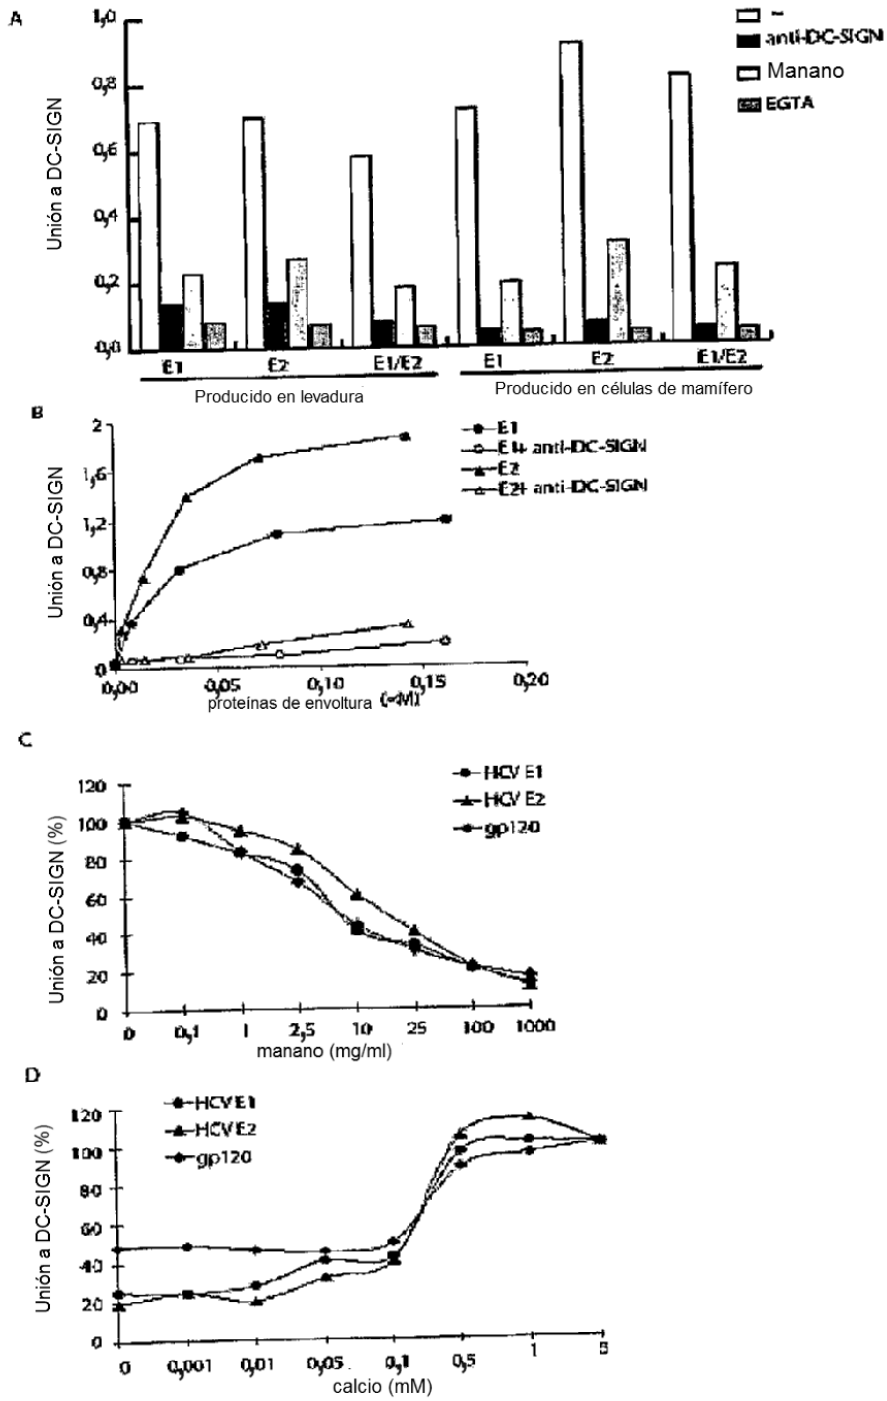 A
1,0
0,8
0,6
0,4
0,2
0,0
Unión a DC-SIGN
–
anti-DC-SIGN
Manano
EGTA
E1
E2
E1/E2
E1
E2
E1/E2
Producido en levadura
Producido en células de mamífero
B
2
1,6
1,2
0,8
0,4
0
Unión a DC-SIGN
E1
E1+ anti-DC-SIGN
E2
E2+ anti-DC-SIGN
0,00
0,05
0,10
0,15
0,20
proteínas de envoltura
C
120
100
80
60
40
20
0
Unión a DC-SIGN (%)
HCV E1
HCV E2
gp120
0
0,1
1
2,5
10
25
100
1000
manano (mg/ml)
D
120
100
80
60
40
20
0
Unión a DC-SIGN (%)
HCV E1
HCV E2
gp120
0
0,001
0,01
0,05
0,1
0,5
1
calcio (mM)